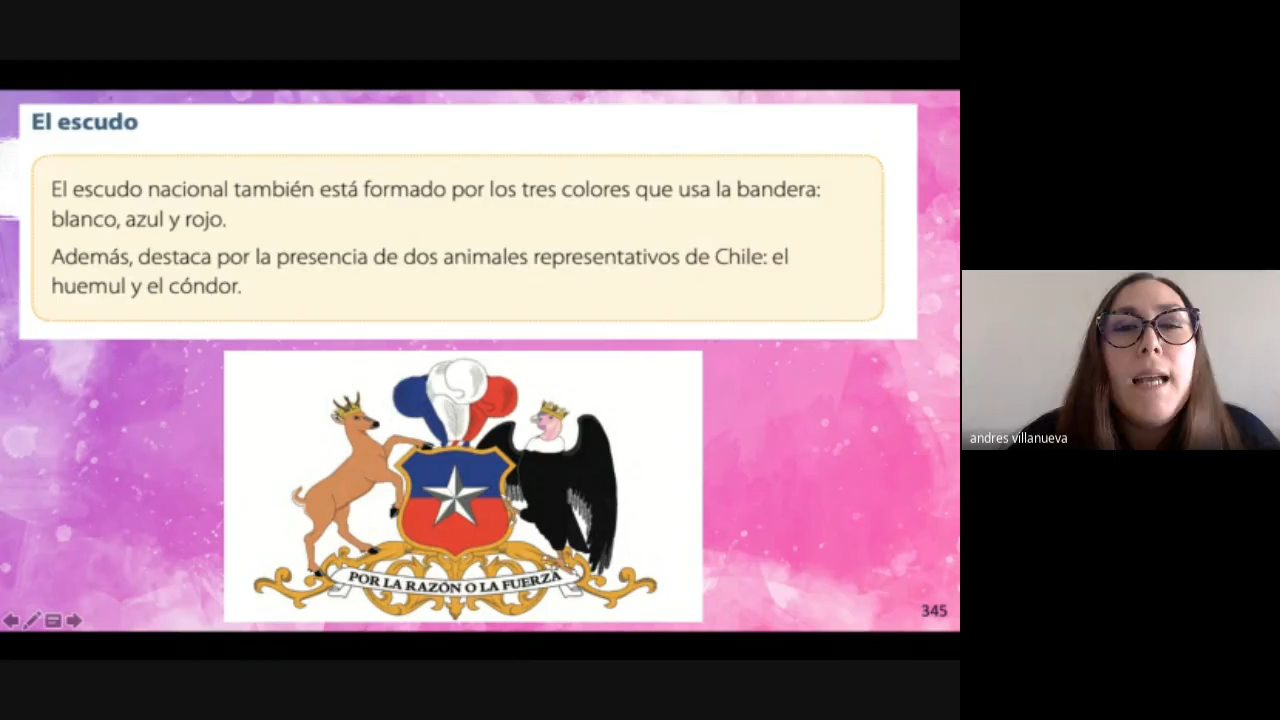 El escudo
El escudo nacional también está formado por los tres colores que usa la bandera:
blanco, azul y rojo.
Además, destaca por la presencia de dos animales representativos de Chile: el
huemul y el cóndor.
POR LA RAZÓN O LA FUERZA
345
andres villanueva